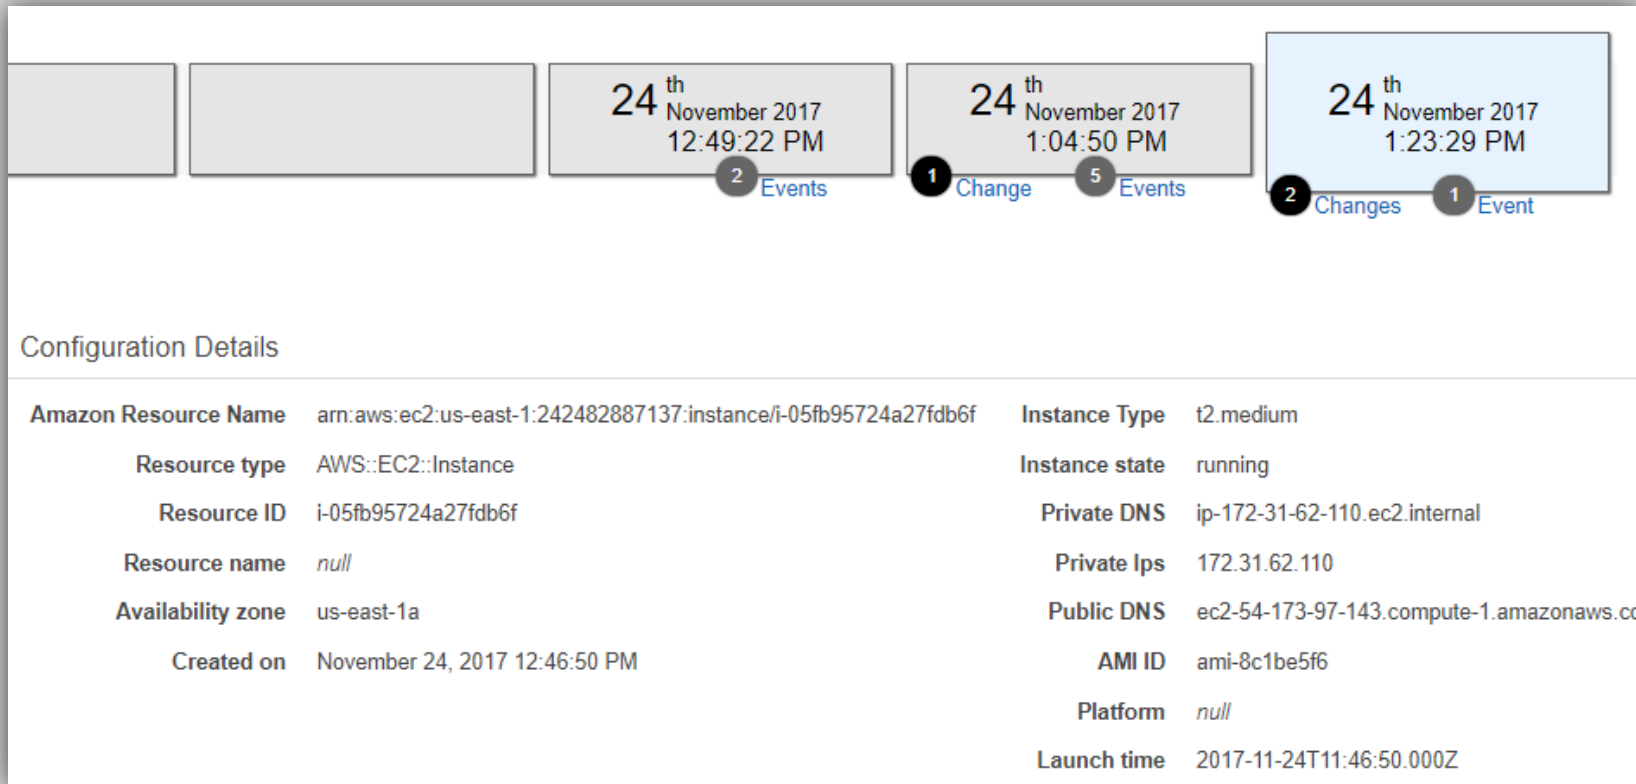 24 th
November 2017
12:49:22 PM
2 Events
24 th
November 2017
1:04:50 PM
1 Change 5 Events
24 th
November 2017
1:23:29 PM
2 Changes 1 Event
Configuration Details
Amazon Resource Name arn:aws:ec2:us-east-1:242482887137:instance/i-05fb95724a27fdb6f
Resource type AWS::EC2::Instance
Resource ID i-05fb95724a27fdb6f
Resource name null
Availability zone us-east-1a
Created on November 24, 2017 12:46:50 PM
Instance Type t2.medium
Instance state running
Private DNS ip-172-31-62-110.ec2.internal
Private Ips 172.31.62.110
Public DNS ec2-54-173-97-143.compute-1.amazonaws.co
AMI ID ami-8c1be5f6
Platform null
Launch time 2017-11-24T11:46:50.000Z